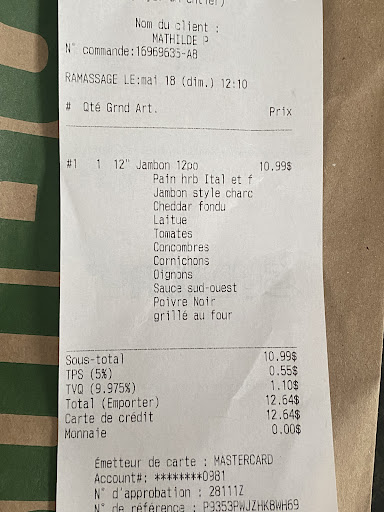 Nom du client :
MATHILDE P
N° commande:16969635-A8
RAMASSAGE LE:mai 18 (dim.) 12:10
# Qté Grnd Art. Prix
#1 1 12" Jambon 12po 10.99$
Pain hrb Ital et f
Jambon style charc
Cheddar fondu
Laitue
Tomates
Concombres
Cornichons
Oignons
Sauce sud-ouest
Poivre Noir
grillé au four
Sous-total 10.99$
TPS (5%) 0.55$
TVQ (9.975%) 1.10$
Total (Emporter) 12.64$
Carte de crédit 12.64$
Monnaie 0.00$
Émetteur de carte : MASTERCARD
Account#: ********0981
N° d'approbation : 28111Z
N° de référence : P9353PWJZHKBWH69